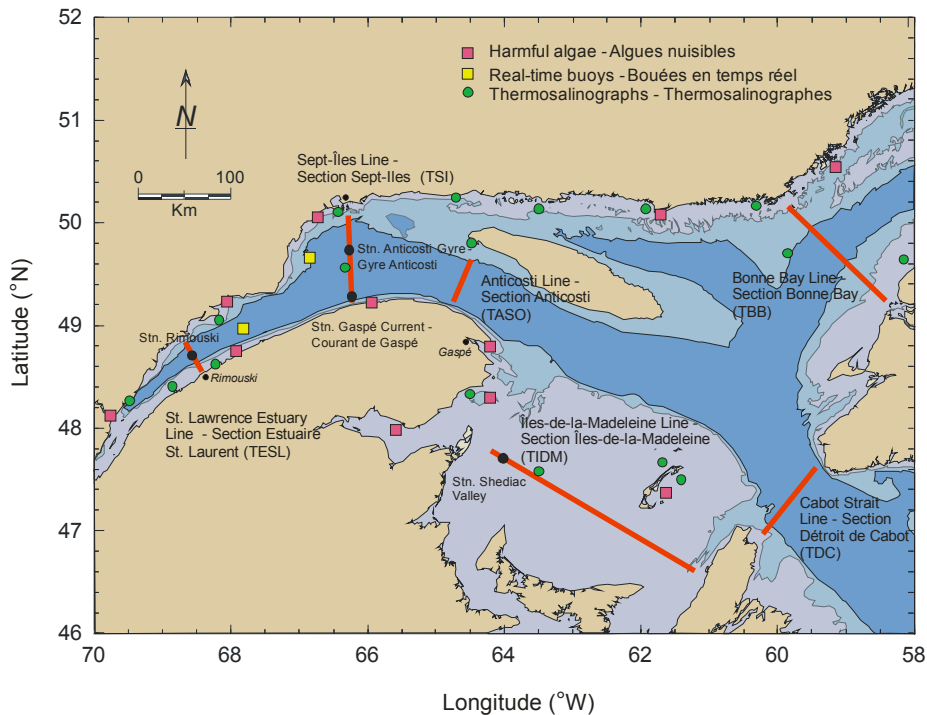 52
51
50
49
48
47
46
Latitude (°N)
70
68
66
64
62
60
58
Longitude (°W)
Harmful algae - Algues nuisibles
Real-time buoys - Bouées en temps réel
Thermosalinographs - Thermosalinographes
N
0
100
Km
Sept-Îles Line -
Section Sept-Iles (TSI)
Stn. Anticosti Gyre -
Gyre Anticosti
Anticosti Line -
Section Anticosti
(TASO)
Bonne Bay Line -
Section Bonne Bay
(TBB)
Stn. Rimouski
Rimouski
Stn. Gaspé Current -
Courant de Gaspé
Gaspé
St. Lawrence Estuary
Line - Section Estuaire
St. Laurent (TESL)
Îles-de-la-Madeleine Line -
Section Îles-de-la-Madeleine
(TIDM)
Stn. Shediac
Valley
Cabot Strait
Line - Section
Détroit de Cabot
(TDC)